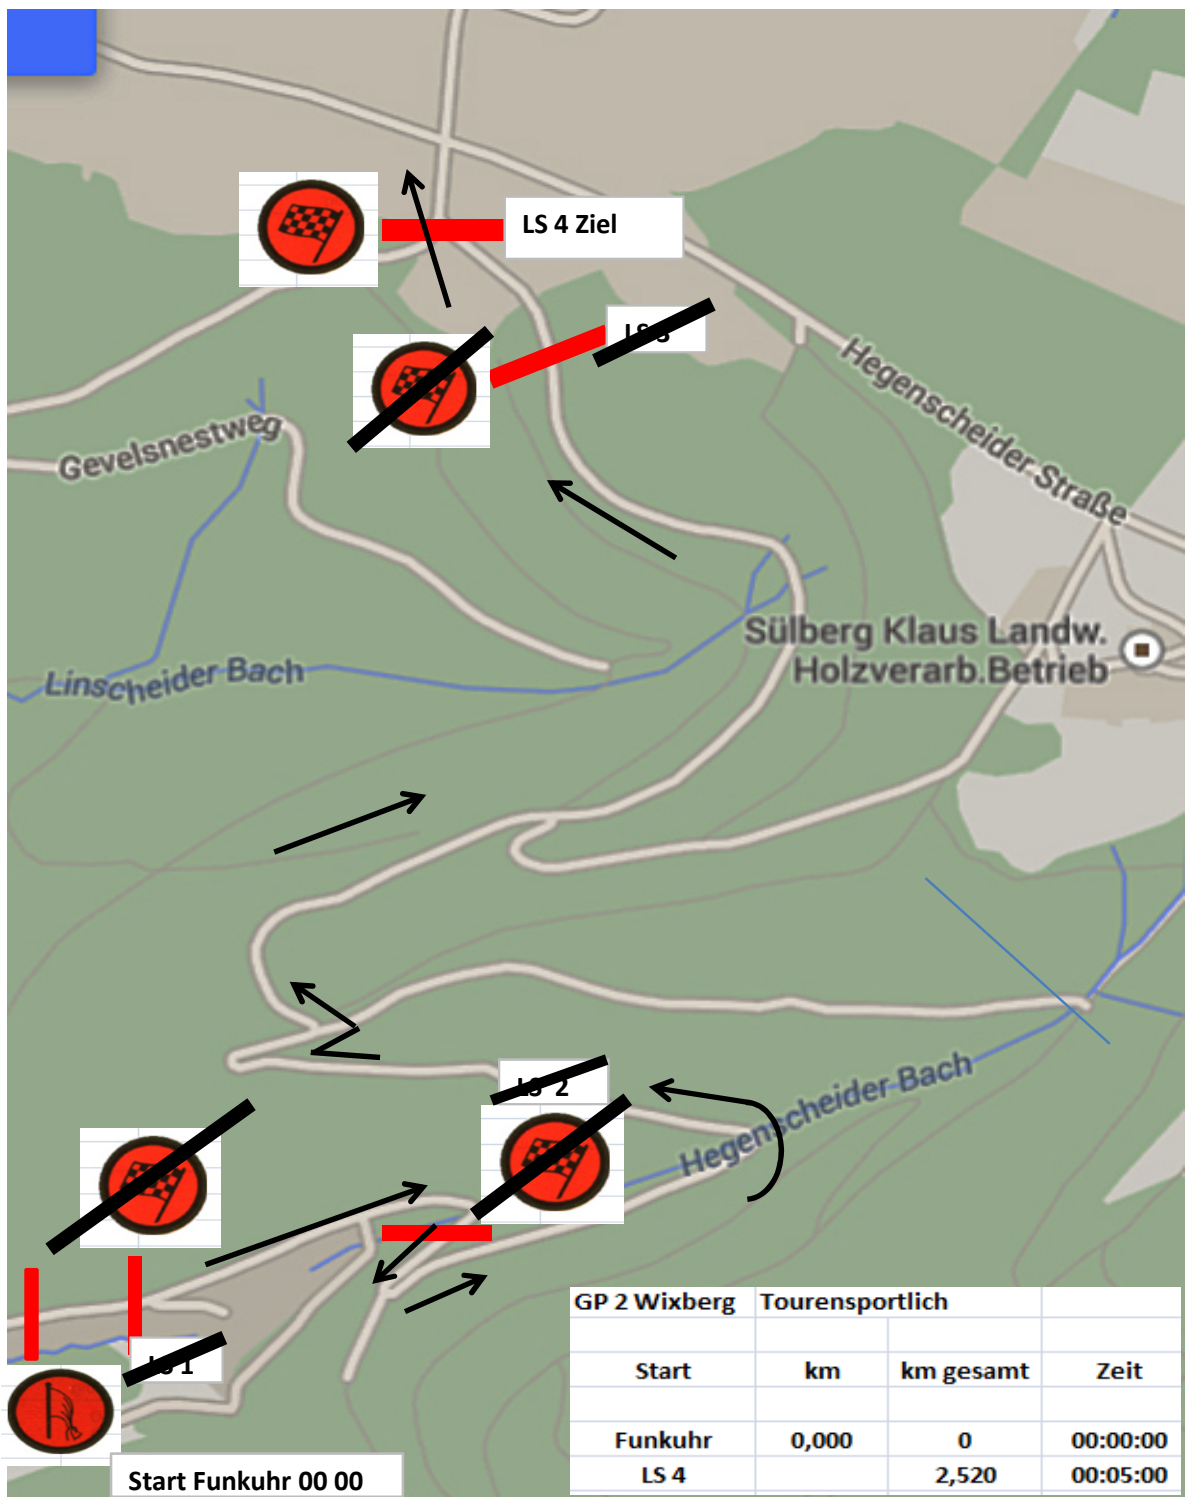 LS 4 Ziel
LS 3
Hegenscheider Straße
Gevelsnestweg
Sülberg Klaus Landw.
Holzverarb.Betrieb
Linscheider Bach
LS 2
Hegenscheider Bach
LS 1
Start Funkuhr 00 00
GP 2 Wixberg Tourensportlich
Start km km gesamt Zeit
Funkuhr 0,000 0 00:00:00
LS 4 2,520 00:05:00